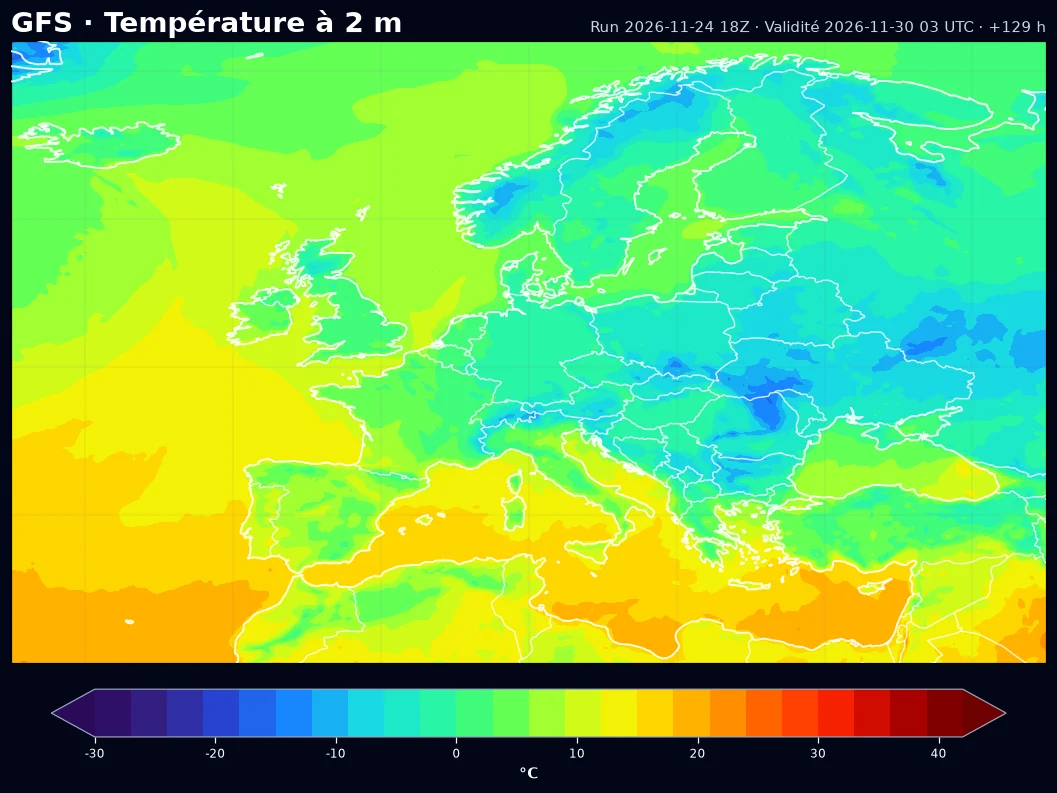 GFS · Température à 2 m
Run 2026-11-24 18Z · Validité 2026-11-30 03 UTC · +129 h
-30 -20 -10 0 10 20 30 40
°C